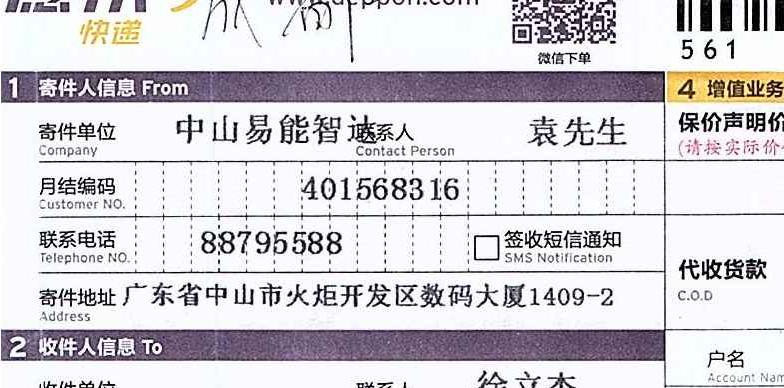 快递
成都
www.deppon.com
微信下单
561
1 寄件人信息 From
4 增值业务
寄件单位 中山易能智达 联系人 袁先生
Company Contact Person
保价声明价
(请按实际价
月结编码 401568316
Customer NO.
联系电话 88795588 签收短信通知
Telephone NO. SMS Notification
代收货款
C.O.D
寄件地址 广东省中山市火炬开发区数码大厦1409-2
Address
2 收件人信息 To
户名
Account Nam
收件单位 联系人 徐立杰